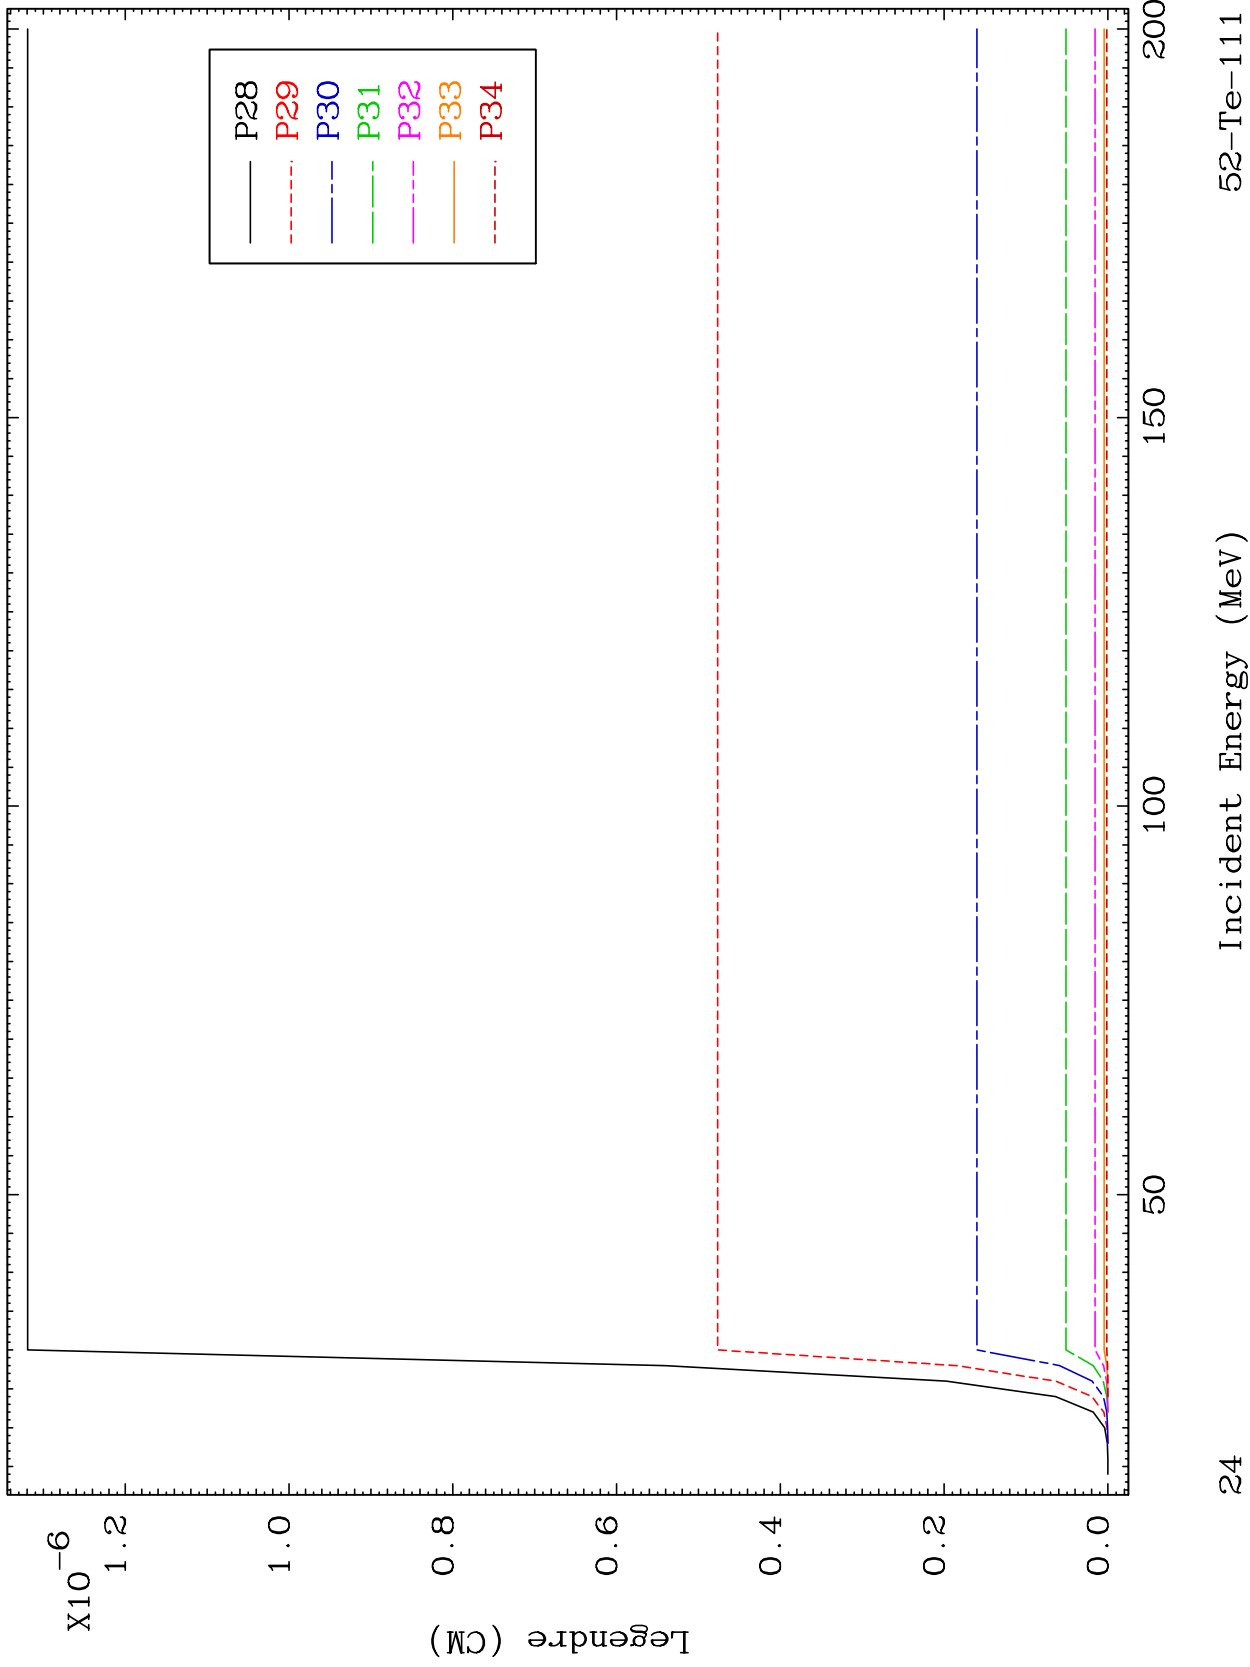 X10-6
1.2
1.0
0.8
0.6
0.4
0.2
0.0
Legendre (CM)
P28
P29
P30
P31
P32
P33
P34
50
100
150
200
Incident Energy (MeV)
24
52-Te-111